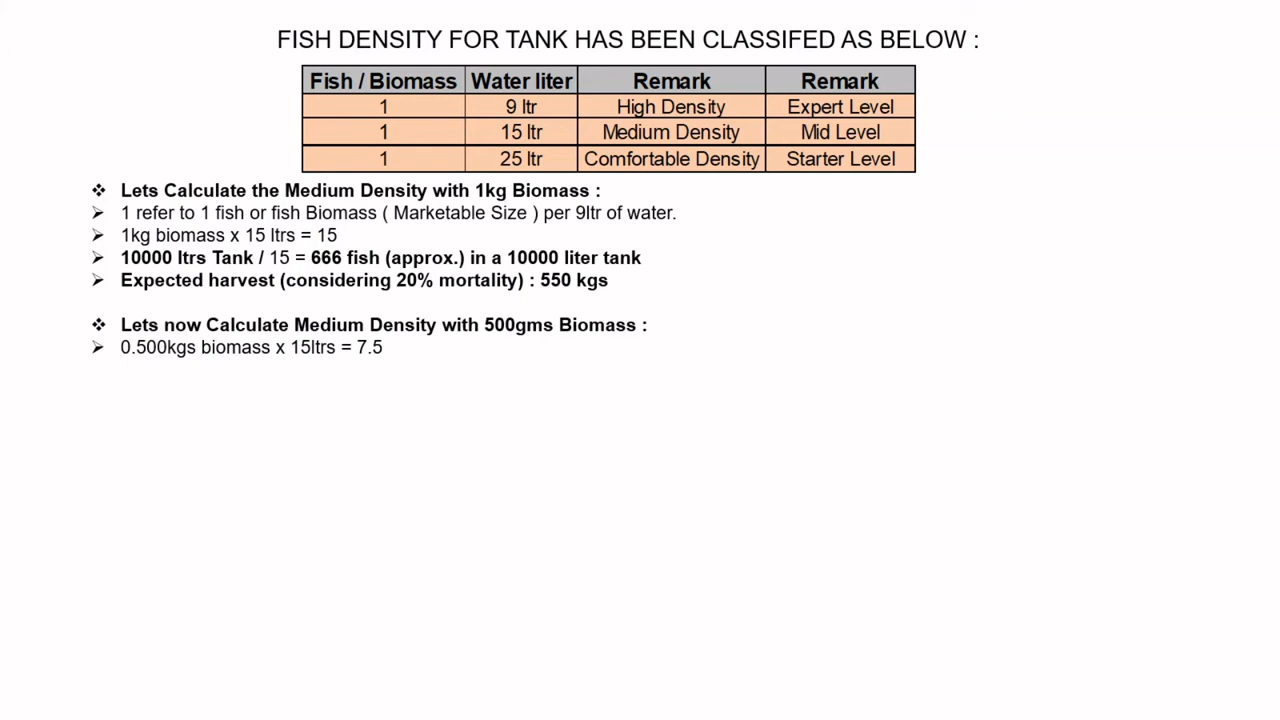 FISH DENSITY FOR TANK HAS BEEN CLASSIFED AS BELOW :
Fish / Biomass Water liter Remark Remark
1 9 ltr High Density Expert Level
1 15 ltr Medium Density Mid Level
1 25 ltr Comfortable Density Starter Level
❖ Lets Calculate the Medium Density with 1kg Biomass :
➢ 1 refer to 1 fish or fish Biomass ( Marketable Size ) per 9ltr of water.
➢ 1kg biomass x 15 ltrs = 15
➢ 10000 ltrs Tank / 15 = 666 fish (approx.) in a 10000 liter tank
➢ Expected harvest (considering 20% mortality) : 550 kgs
❖ Lets now Calculate Medium Density with 500gms Biomass :
➢ 0.500kgs biomass x 15ltrs = 7.5